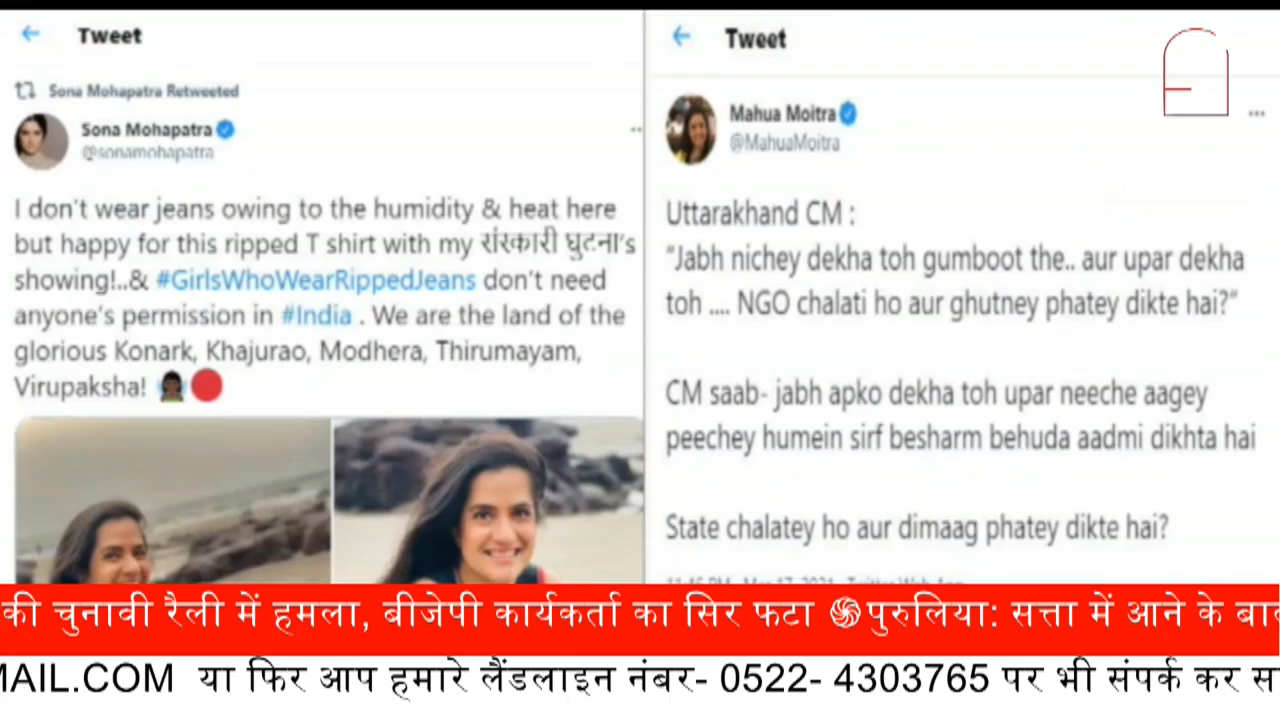 Tweet
Sona Mohapatra Retweeted
Sona Mohapatra
@sonamohapatra
I don't wear jeans owing to the humidity & heat here
but happy for this ripped T shirt with my संस्कारी घुटना's
showing!..& #GirlsWhoWearRippedJeans don't need
anyone's permission in #India . We are the land of the
glorious Konark, Khajurao, Modhera, Thirumayam,
Virupaksha!
Tweet
Mahua Moitra
@MahuaMoitra
Uttarakhand CM :
"Jabh nichey dekha toh gumboot the.. aur upar dekha
toh .... NGO chalati ho aur ghutney phatey dikte hai?"
CM saab- jabh apko dekha toh upar neeche aagey
peechey humein sirf besharm behuda aadmi dikhta hai
State chalatey ho aur dimaag phatey dikte hai?
की चुनावी रैली में हमला, बीजेपी कार्यकर्ता का सिर फटा पुरुलिया: सत्ता में आने के
MAIL.COM या फिर आप हमारे लैंडलाइन नंबर- 0522- 4303765 पर भी संपर्क कर